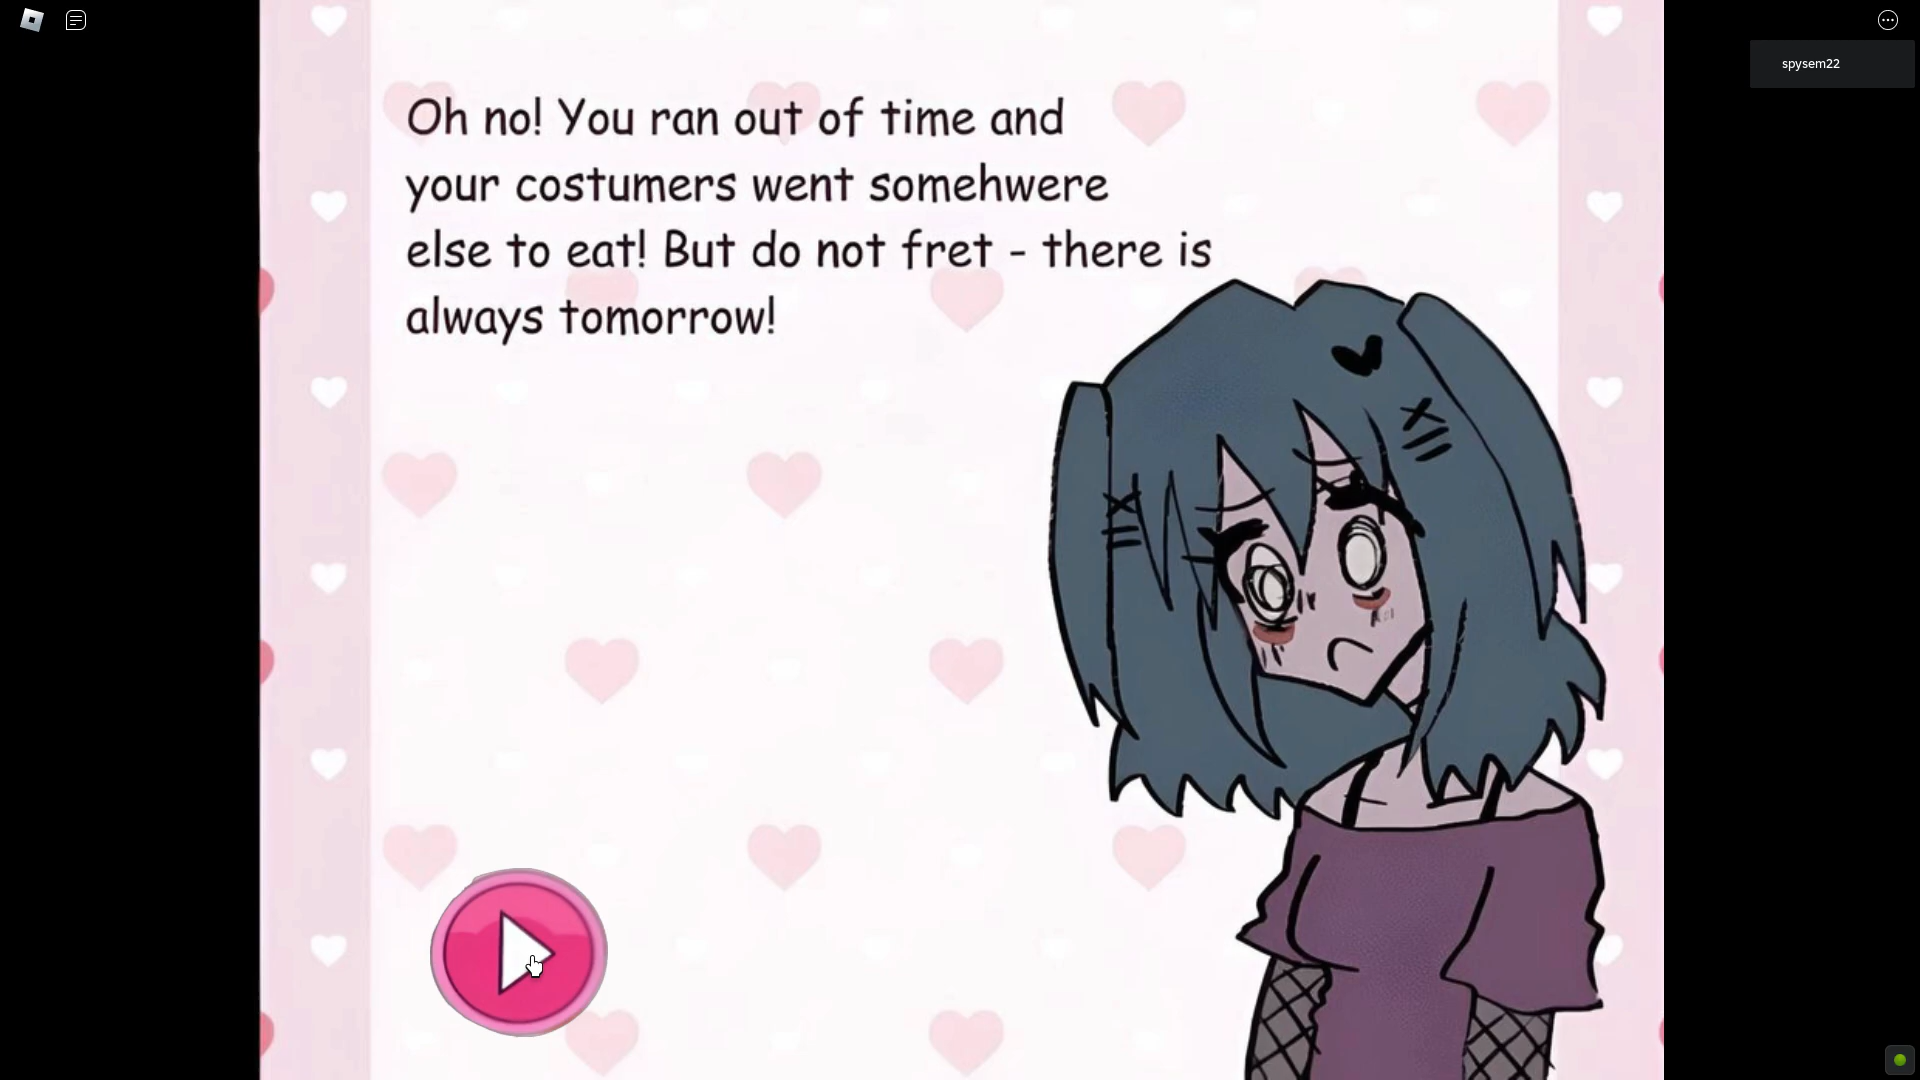 spysem22
Oh no! You ran out of time and
your costumers went somehwere
else to eat! But do not fret - there is
always tomorrow!